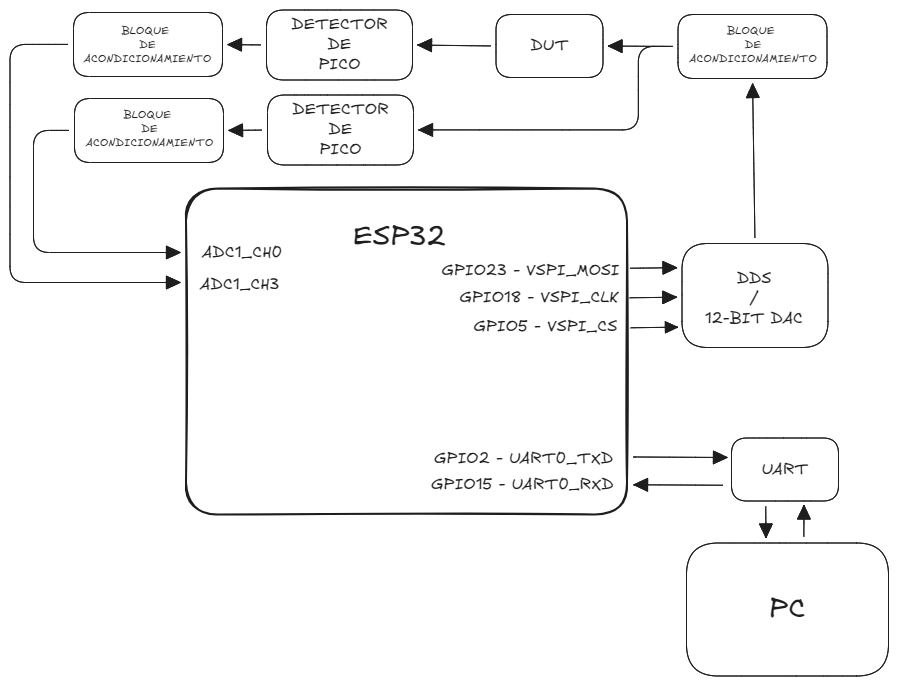 BLOQUE
DE
ACONDICIONAMIENTO
DETECTOR
DE
PICO
DUT
BLOQUE
DE
ACONDICIONAMIENTO
BLOQUE
DE
ACONDICIONAMIENTO
DETECTOR
DE
PICO
ESP32
ADC1_CH0
ADC1_CH3
GPIO23 - VSPI_MOSI
GPIO18 - VSPI_CLK
GPIO5 - VSPI_CS
DDS
/
12-BIT DAC
GPIO2 - UART0_TXD
GPIO15 - UART0_RXD
UART
PC